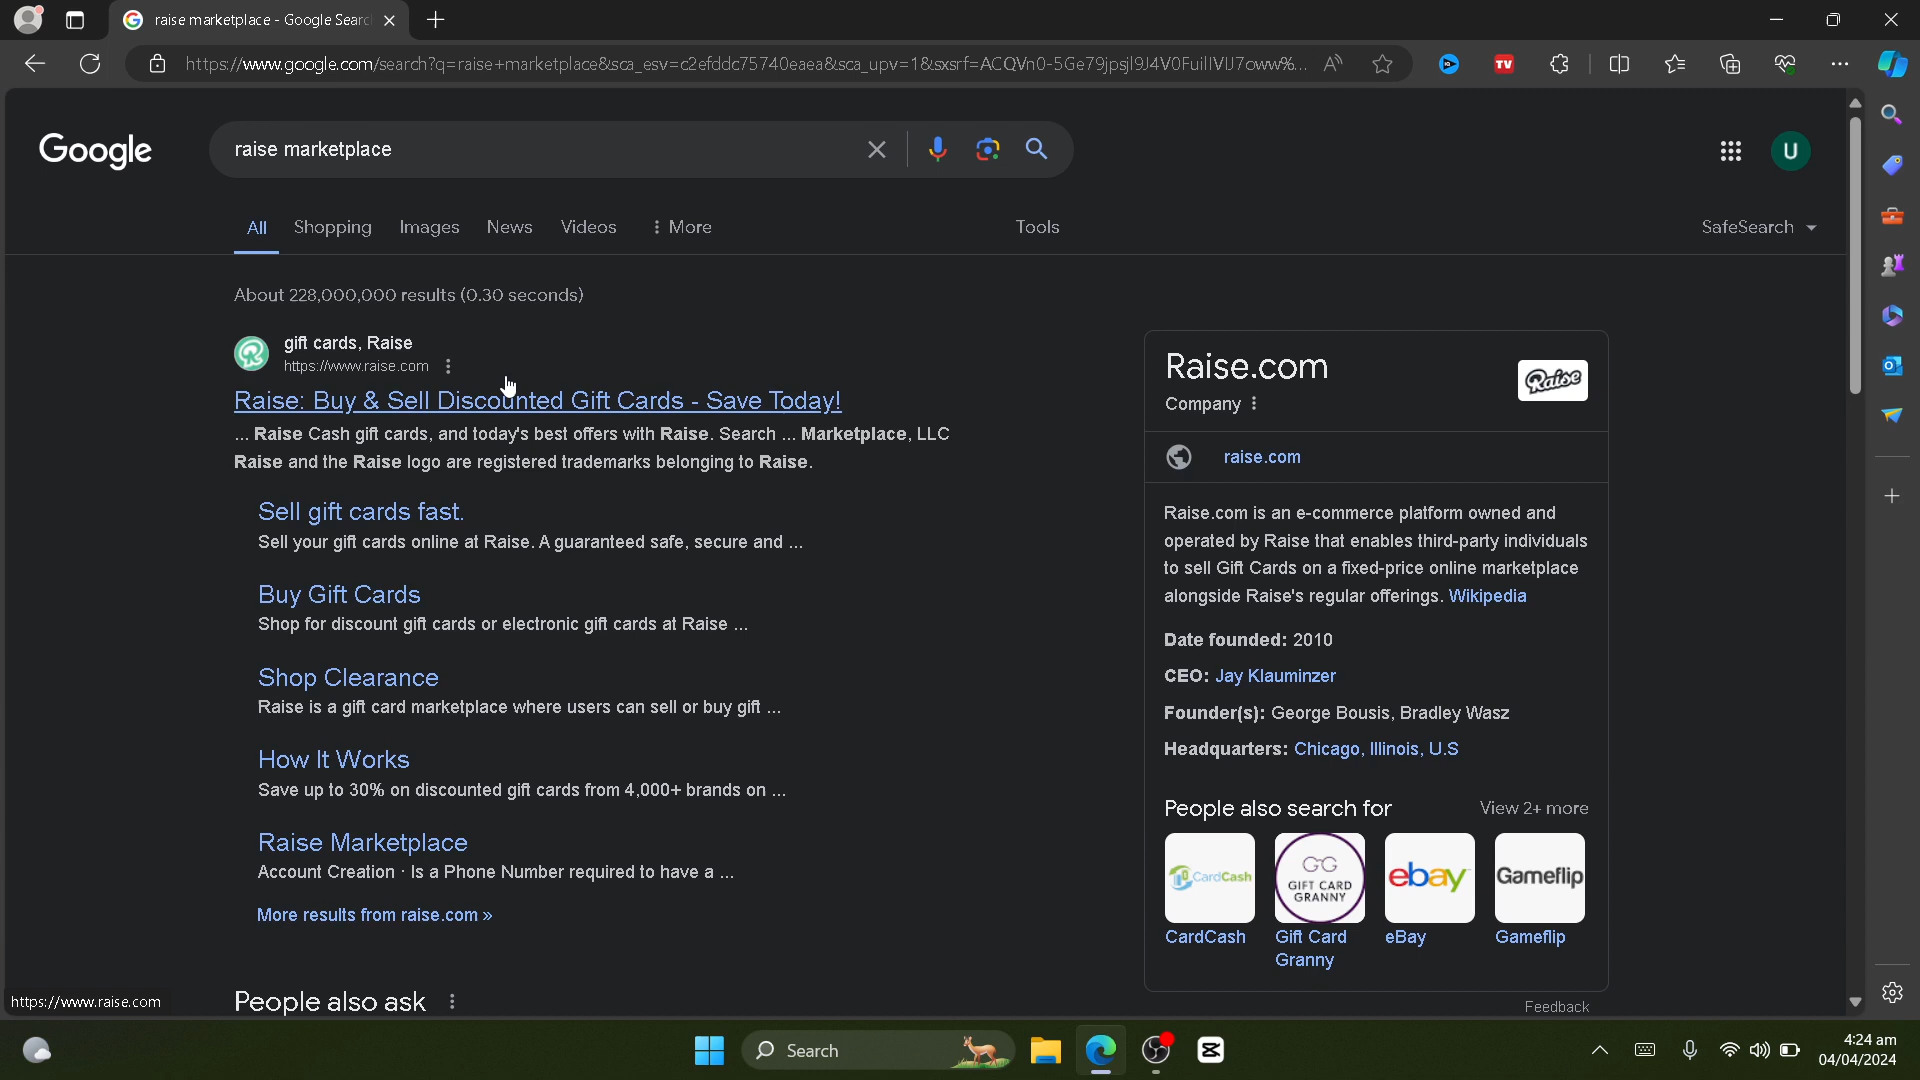 raise marketplace - Google Searc
https://www.google.com/search?q=raise+marketplace&sca_esv=c2efddc75740eaea&sca_upv=1&sxsrf=ACQVn0-5Ge79jpsjl9J4V0FuilIVIJ7oww%...
TV
Google
raise marketplace
U
All
Shopping
Images
News
Videos
More
Tools
SafeSearch
About 228,000,000 results (0.30 seconds)
gift cards, Raise
https://www.raise.com
Raise: Buy & Sell Discounted Gift Cards - Save Today!
... Raise Cash gift cards, and today's best offers with Raise. Search ... Marketplace, LLC
Raise and the Raise logo are registered trademarks belonging to Raise.
Sell gift cards fast.
Sell your gift cards online at Raise. A guaranteed safe, secure and ...
Buy Gift Cards
Shop for discount gift cards or electronic gift cards at Raise ...
Shop Clearance
Raise is a gift card marketplace where users can sell or buy gift ...
How It Works
Save up to 30% on discounted gift cards from 4,000+ brands on ...
Raise Marketplace
Account Creation · Is a Phone Number required to have a ...
More results from raise.com »
People also ask
https://www.raise.com
Raise.com
Company
Raise
raise.com
Raise.com is an e-commerce platform owned and
operated by Raise that enables third-party individuals
to sell Gift Cards on a fixed-price online marketplace
alongside Raise's regular offerings. Wikipedia
Date founded: 2010
CEO: Jay Klauminzer
Founder(s): George Bousis, Bradley Wasz
Headquarters: Chicago, Illinois, U.S
People also search for
View 2+ more
CardCash
GG
GIFT CARD
GRANNY
ebay
Gameflip
CardCash
Gift Card
Granny
eBay
Gameflip
Feedback
Search
4:24 am
04/04/2024